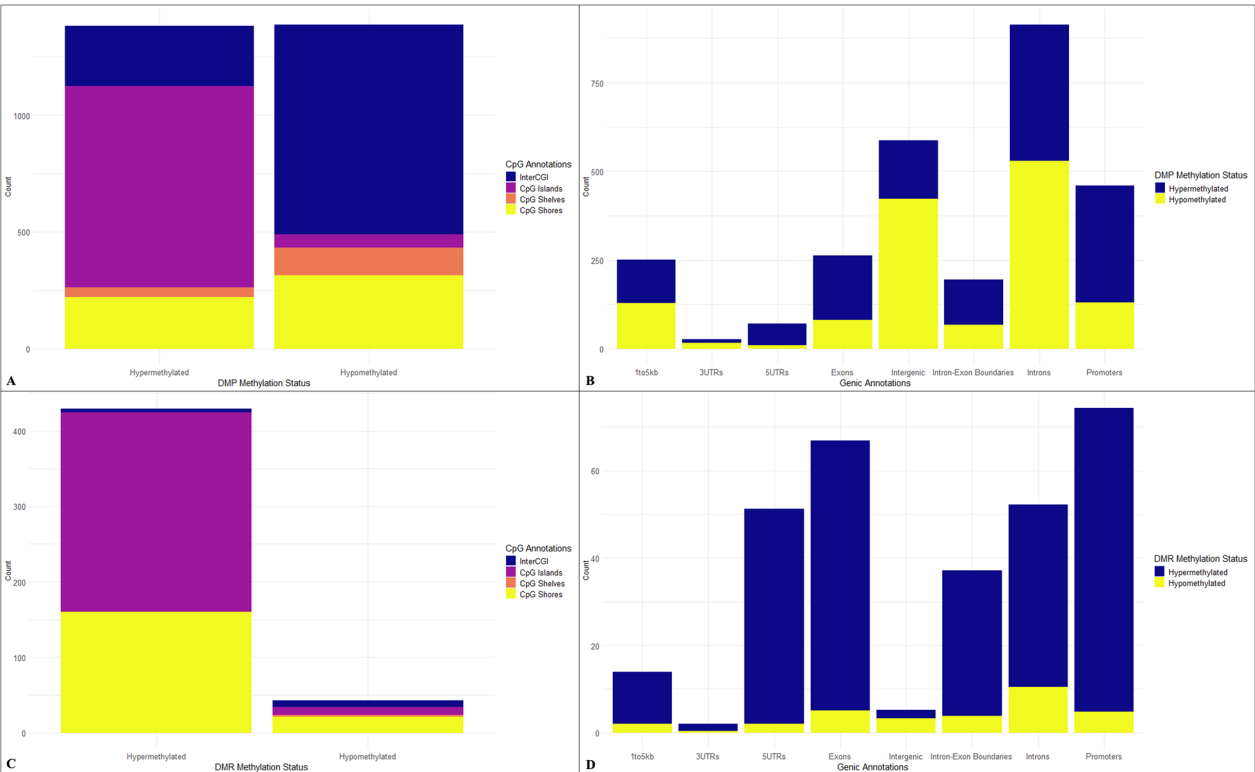 1000
500
0
Count
Hypermethylated
Hypomethylated
DMP Methylation Status
A
CpG Annotations
InterCGI
CpG Islands
CpG Shelves
CpG Shores
750
500
250
0
Count
1to5kb
3UTRs
5UTRs
Exons
Intergenic
Intron-Exon Boundaries
Introns
Promoters
Genic Annotations
B
DMP Methylation Status
Hypermethylated
Hypomethylated
400
300
200
100
0
Count
Hypermethylated
Hypomethylated
DMR Methylation Status
C
CpG Annotations
InterCGI
CpG Islands
CpG Shelves
CpG Shores
60
40
20
0
Count
1to5kb
3UTRs
5UTRs
Exons
Intergenic
Intron-Exon Boundaries
Introns
Promoters
Genic Annotations
D
DMR Methylation Status
Hypermethylated
Hypomethylated